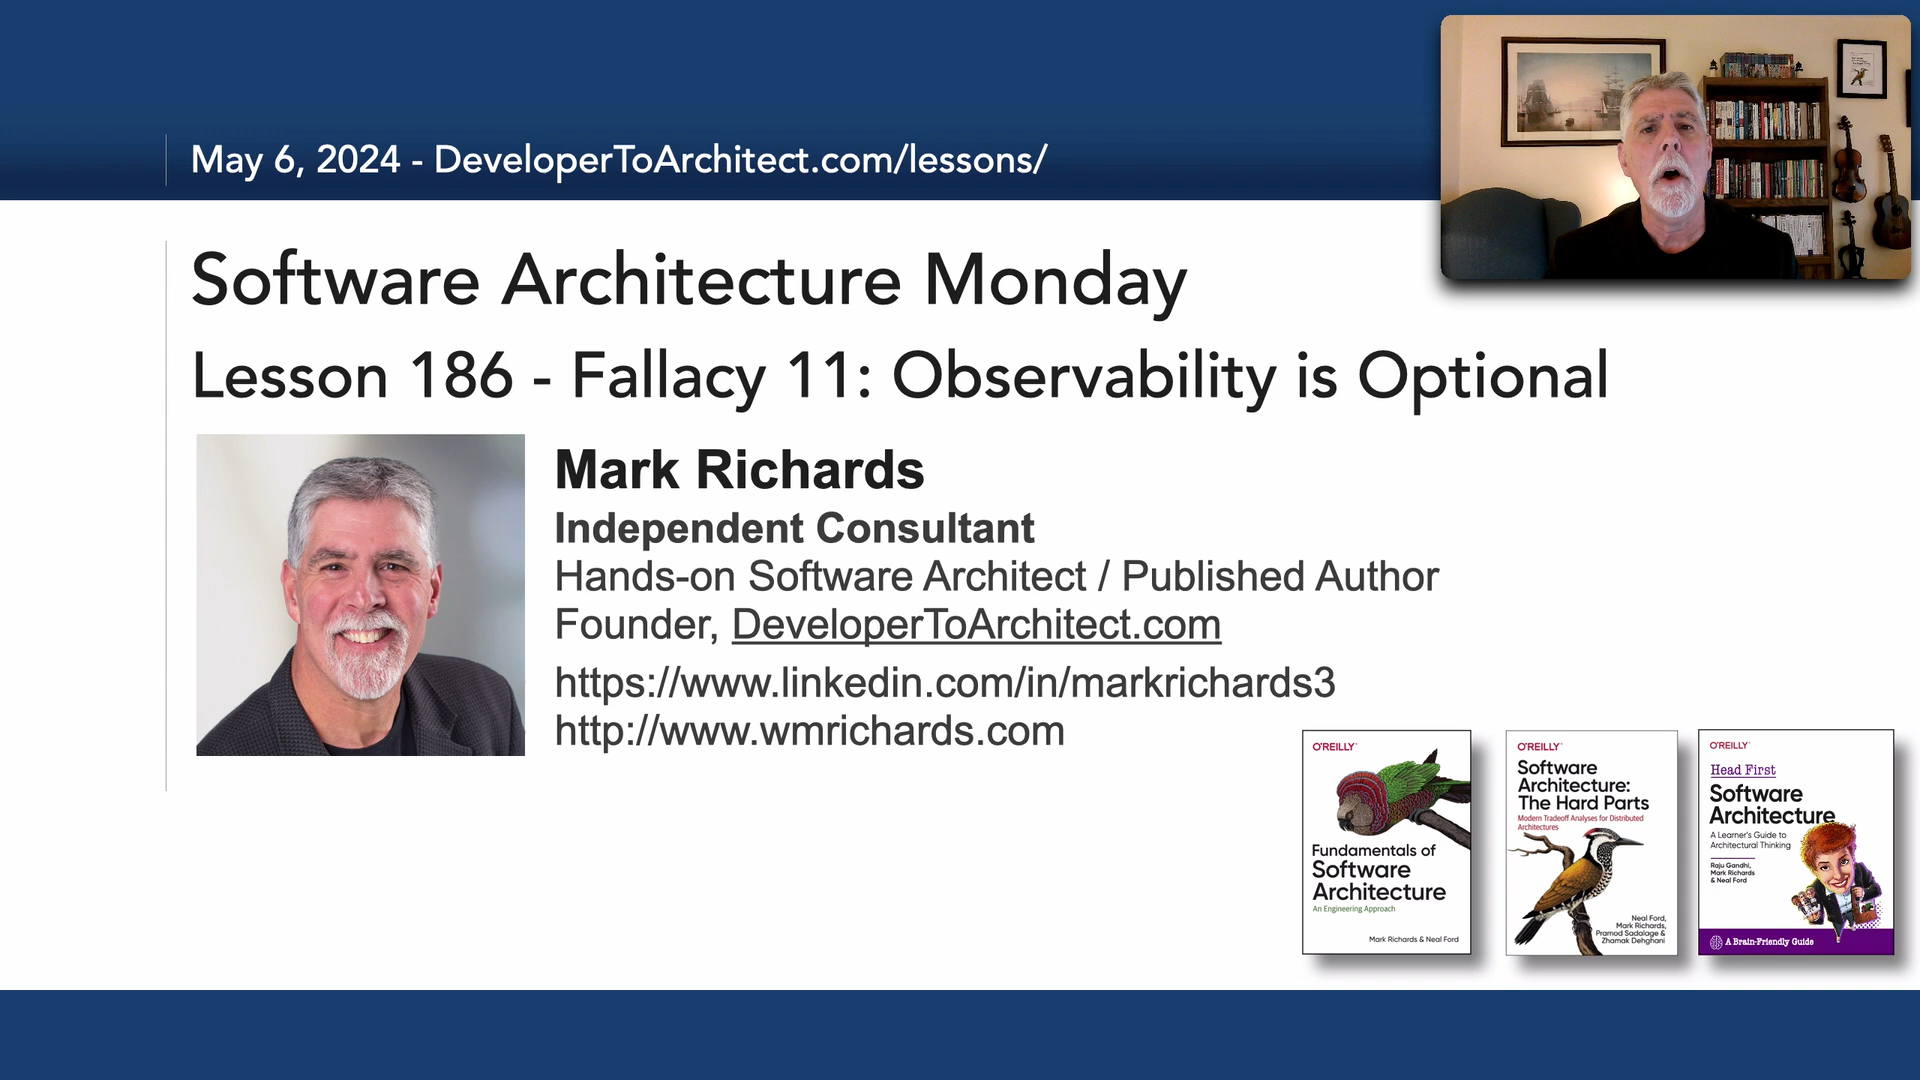 May 6, 2024 - DeveloperToArchitect.com/lessons/
Software Architecture Monday
Lesson 186 - Fallacy 11: Observability is Optional
Mark Richards
Independent Consultant
Hands-on Software Architect / Published Author
Founder, DeveloperToArchitect.com
https://www.linkedin.com/in/markrichards3
http://www.wmrichards.com
O'REILLY
Fundamentals of
Software
Architecture
An Engineering Approach
Mark Richards & Neal Ford
O'REILLY
Software
Architecture:
The Hard Parts
Modern Tradeoff Analyses for Distributed
Architectures
Neal Ford,
Mark Richards,
Pramod Sadalage &
Zhamak Dehghani
O'REILLY
Head First
Software
Architecture
A Learner's Guide to
Architectural Thinking
Raju Gandhi,
Mark Richards
& Neal Ford
A Brain-Friendly Guide